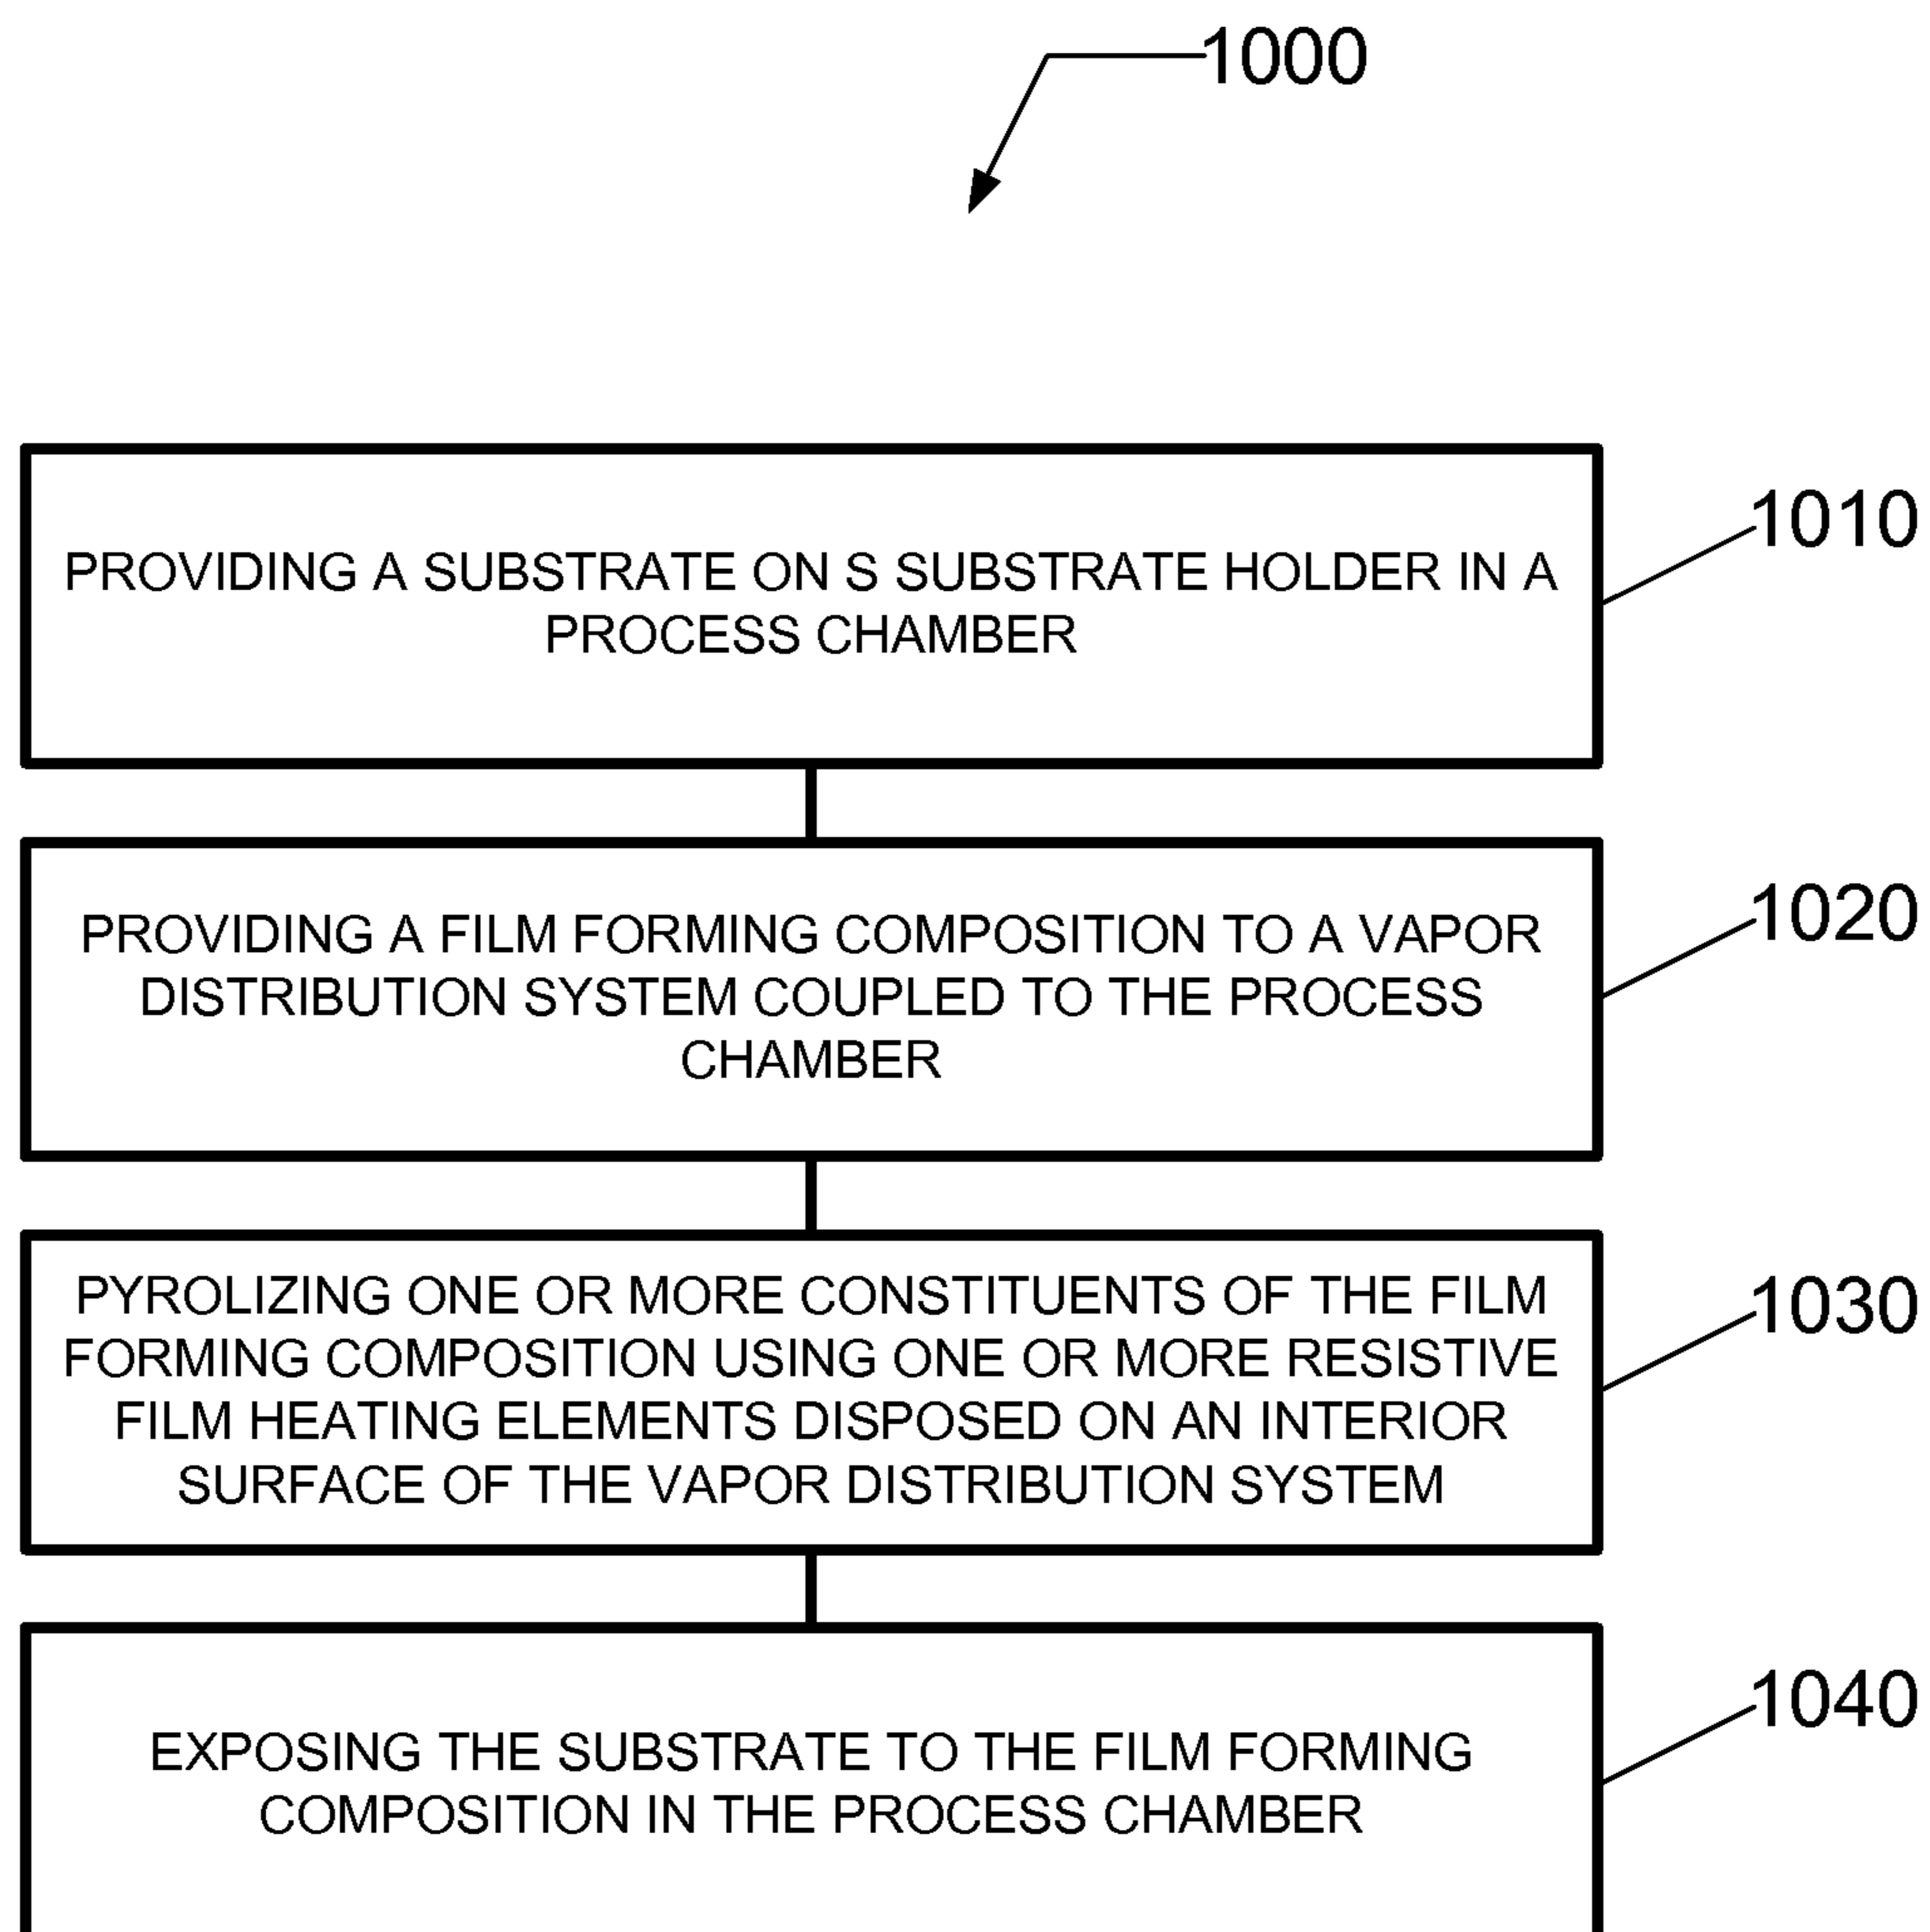 1000
PROVIDING A SUBSTRATE ON S SUBSTRATE HOLDER IN A
PROCESS CHAMBER
1010
PROVIDING A FILM FORMING COMPOSITION TO A VAPOR
DISTRIBUTION SYSTEM COUPLED TO THE PROCESS
CHAMBER
1020
PYROLIZING ONE OR MORE CONSTITUENTS OF THE FILM
FORMING COMPOSITION USING ONE OR MORE RESISTIVE
FILM HEATING ELEMENTS DISPOSED ON AN INTERIOR
SURFACE OF THE VAPOR DISTRIBUTION SYSTEM
1030
EXPOSING THE SUBSTRATE TO THE FILM FORMING
COMPOSITION IN THE PROCESS CHAMBER
1040